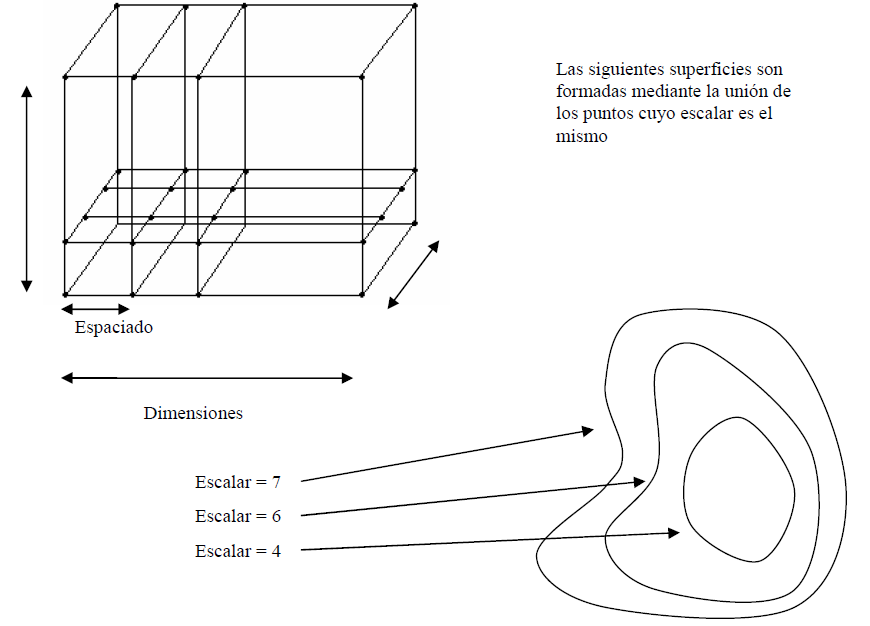 Las siguientes superficies son
formadas mediante la unión de
los puntos cuyo escalar es el
mismo
Espaciado
Dimensiones
Escalar = 7
Escalar = 6
Escalar = 4